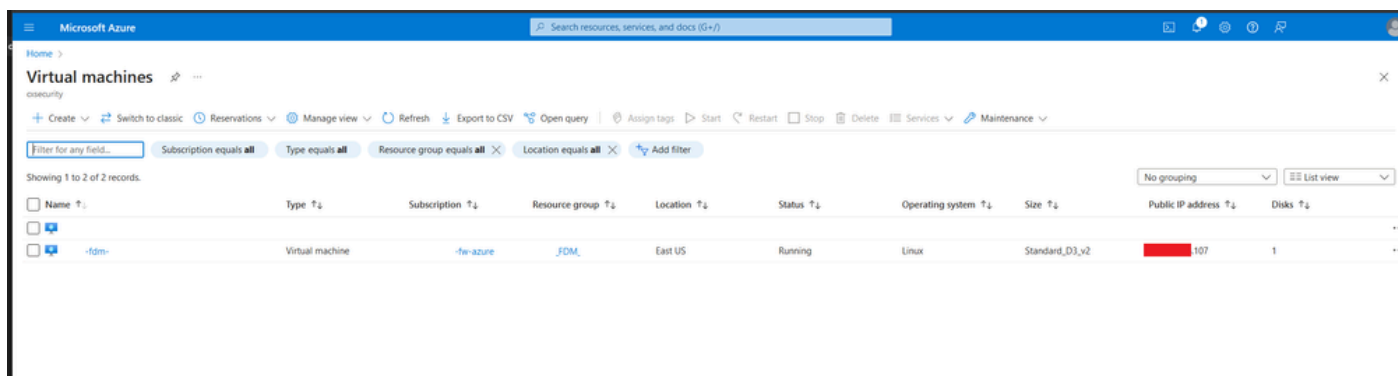 Microsoft Azure
Search resources, services, and docs (G+/)
1
Home >
Virtual machines
cisecurity
Create Switch to classic Reservations Manage view Refresh Export to CSV Open query Assign tags Start Restart Stop Delete Services Maintenance
Filter for any field... Subscription equals all Type equals all Resource group equals all Location equals all Add filter
Showing 1 to 2 of 2 records.
No grouping List view
Name Type Subscription Resource group Location Status Operating system Size Public IP address Disks
-fdm- Virtual machine -fw-azure _FDM_ East US Running Linux Standard_D3_v2 .107 1